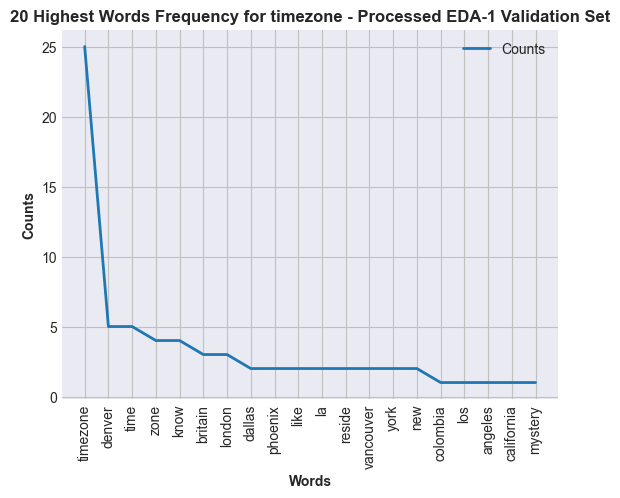 20 Highest Words Frequency for timezone - Processed EDA-1 Validation Set
Counts
25
20
15
10
5
0
Counts
timezone
denver
time
zone
know
britain
london
dallas
phoenix
like
la
reside
vancouver
york
new
colombia
los
angeles
california
mystery
Words